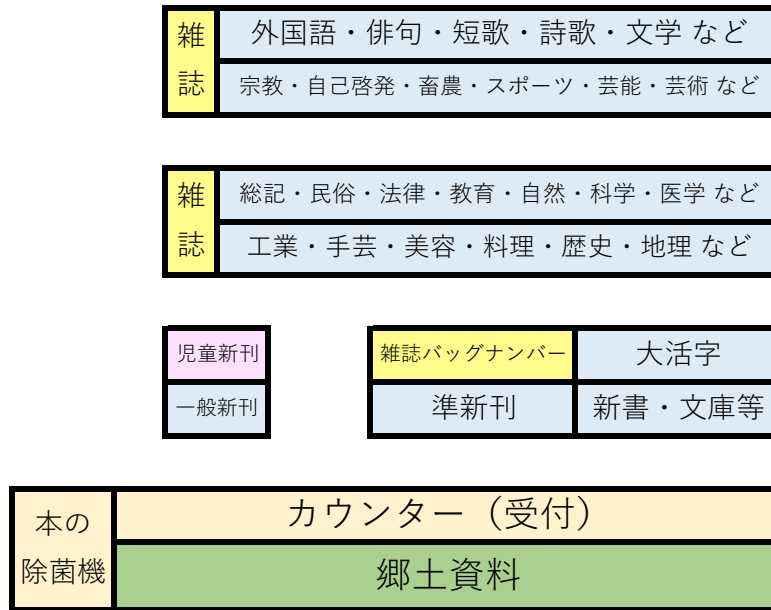 雑誌
外国語・俳句・短歌・詩歌・文学 など
宗教・自己啓発・畜農・スポーツ・芸能・芸術 など
雑誌
総記・民俗・法律・教育・自然・科学・医学 など
工業・手芸・美容・料理・歴史・地理 など
児童新刊
一般新刊
雑誌バッグナンバー
大活字
準新刊
新書・文庫等
本の
除菌機
カウンター（受付）
郷土資料